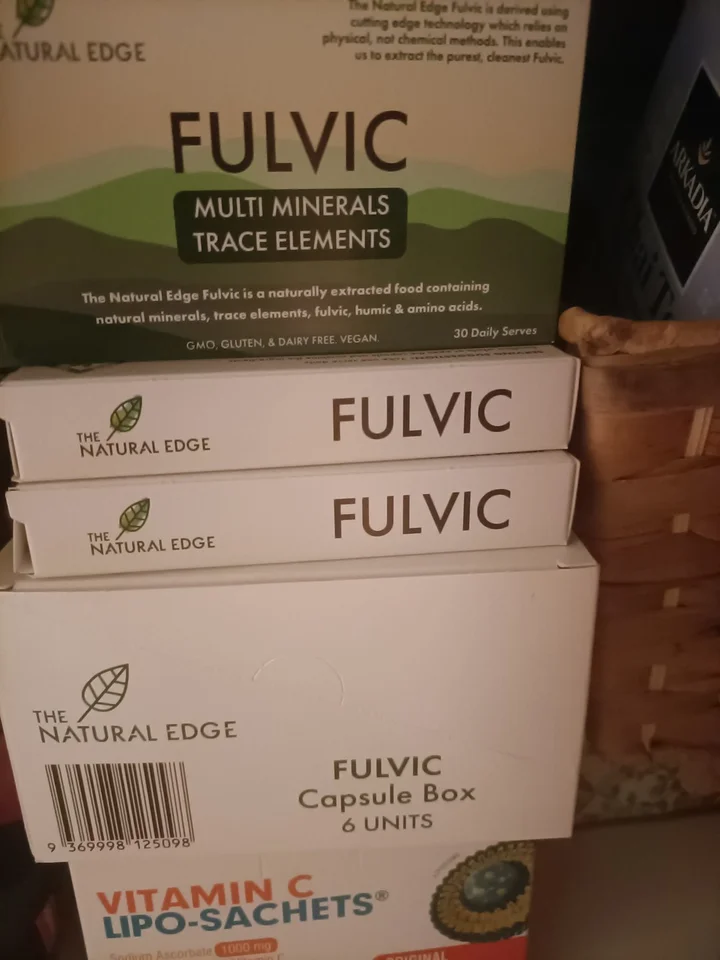 The Natural Edge Fulvic is derived using
cutting edge technology which relies on
physical, not chemical methods. This enables
us to extract the purest, cleanest Fulvic.
NATURAL EDGE
FULVIC
MULTI MINERALS
TRACE ELEMENTS
The Natural Edge Fulvic is a naturally extracted food containing
natural minerals, trace elements, fulvic, humic & amino acids.
GMO, GLUTEN, & DAIRY FREE. VEGAN.
30 Daily Serves
ARKADIA
THE
NATURAL EDGE
FULVIC
THE
NATURAL EDGE
FULVIC
THE
NATURAL EDGE
9 369998 125098
FULVIC
Capsule Box
6 UNITS
VITAMIN C
LIPO-SACHETS®
Sodium Ascorbate 1000 mg
ORIGINAL